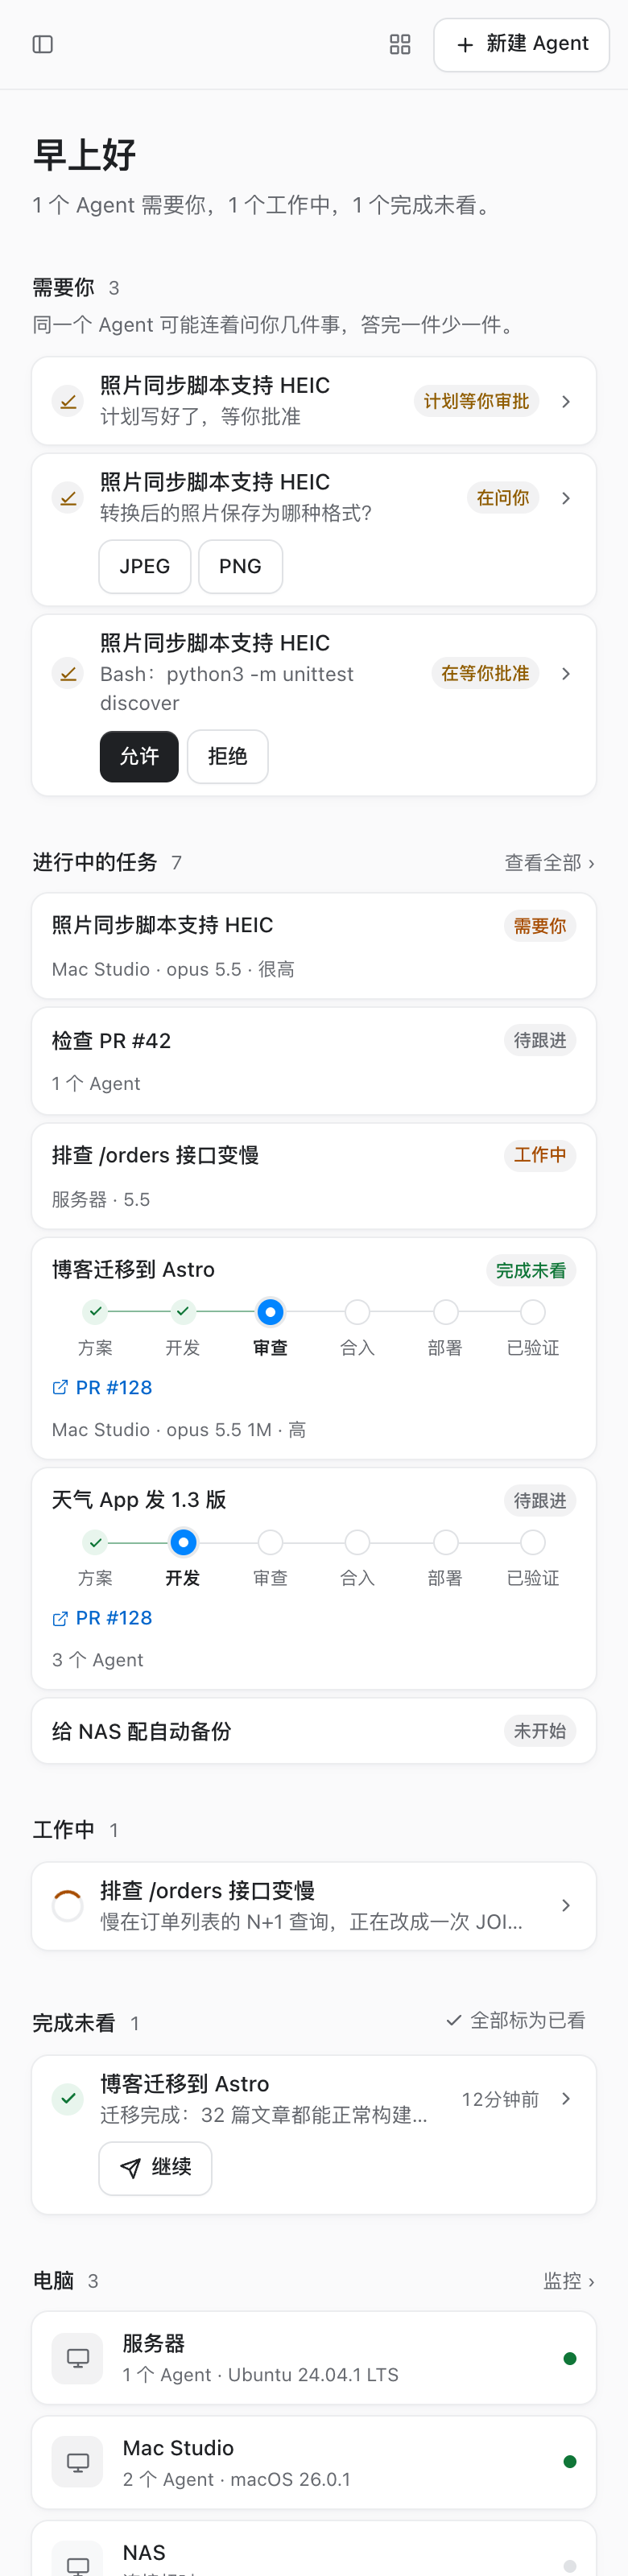 新建 Agent
早上好
1 个 Agent 需要你，1 个工作中，1 个完成未看。
需要你 3
同一个 Agent 可能连着问你几件事，答完一件少一件。
照片同步脚本支持 HEIC
计划写好了，等你批准
计划等你审批
照片同步脚本支持 HEIC
转换后的照片保存为哪种格式?
在问你
JPEG PNG
照片同步脚本支持 HEIC
Bash：python3 -m unittest
discover
在等你批准
允许 拒绝
进行中的任务 7
查看全部 ›
照片同步脚本支持 HEIC
需要你
Mac Studio · opus 5.5 · 很高
检查 PR #42
待跟进
1 个 Agent
排查 /orders 接口变慢
工作中
服务器 · 5.5
博客迁移到 Astro
完成未看
方案 开发 审查 合入 部署 已验证
PR #128
Mac Studio · opus 5.5 1M · 高
天气 App 发 1.3 版
待跟进
方案 开发 审查 合入 部署 已验证
PR #128
3 个 Agent
给 NAS 配自动备份
未开始
工作中 1
排查 /orders 接口变慢
慢在订单列表的 N+1 查询，正在改成一次 JOI...
完成未看 1
全部标为已看
博客迁移到 Astro
迁移完成：32 篇文章都能正常构建...
12分钟前
继续
电脑 3
监控 ›
服务器
1 个 Agent · Ubuntu 24.04.1 LTS
Mac Studio
2 个 Agent · macOS 26.0.1
NAS